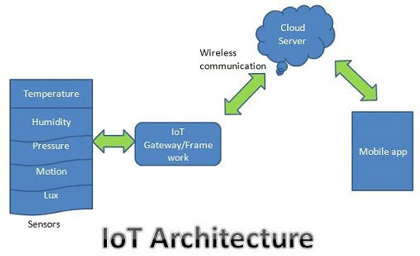 Cloud
Server
Wireless
communication
Temperature
Humidity
Pressure
Motion
Lux
Sensors
IoT
Gateway/Frame
work
Mobile app
IoT Architecture